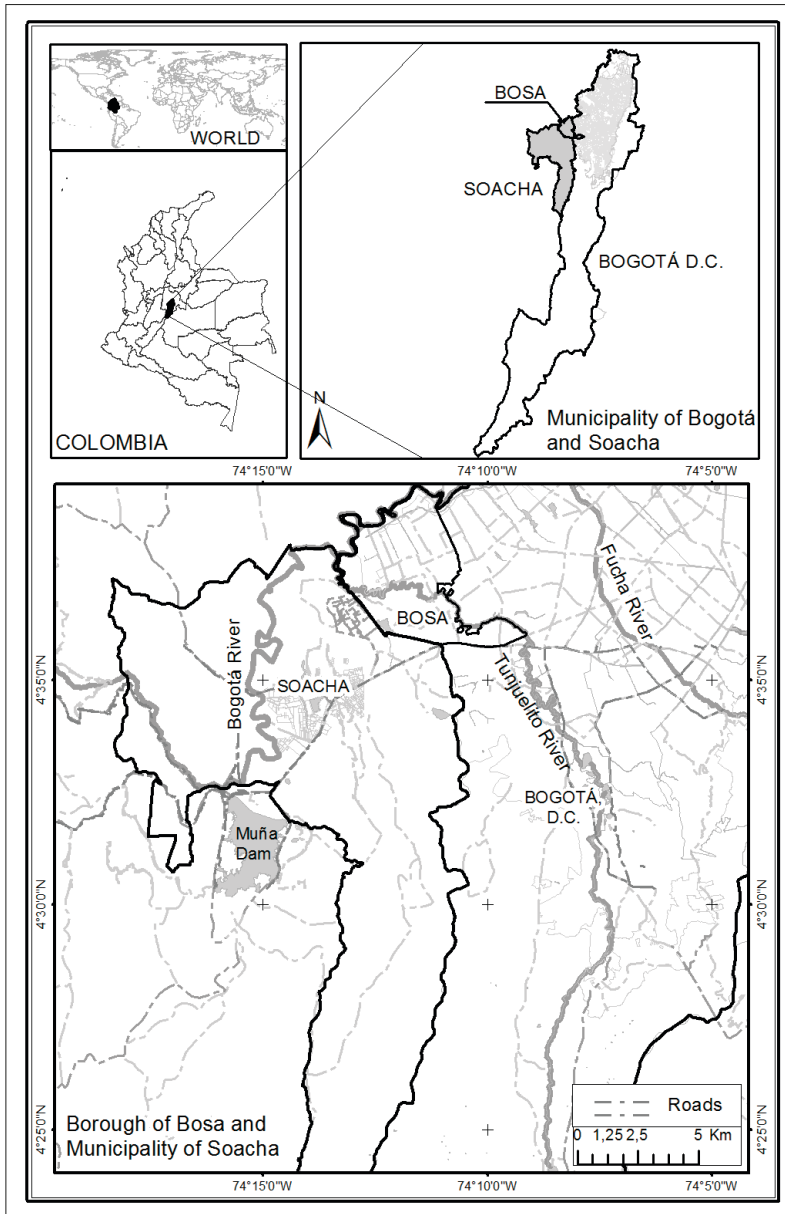 WORLD
COLOMBIA
BOSA
SOACHA
BOGOTÁ D.C.
N
Municipality of Bogotá
and Soacha
74°15'0"W
74°10'0"W
74°5'0"W
Fucha River
BOSA
Bogotá River
SOACHA
Tunjuelito River
4°35'0"N
4°35'0"N
BOGOTÁ,
D.C.
Muña
Dam
4°30'0"N
4°30'0"N
Roads
0 1,25 2,5 5 Km
4°25'0"N
4°25'0"N
Borough of Bosa and
Municipality of Soacha
74°15'0"W
74°10'0"W
74°5'0"W